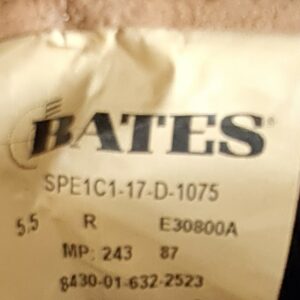 BATES®
SPE1C1-17-D-1075
5.5 R E30800A
MP: 243 87
8430-01-632-2523